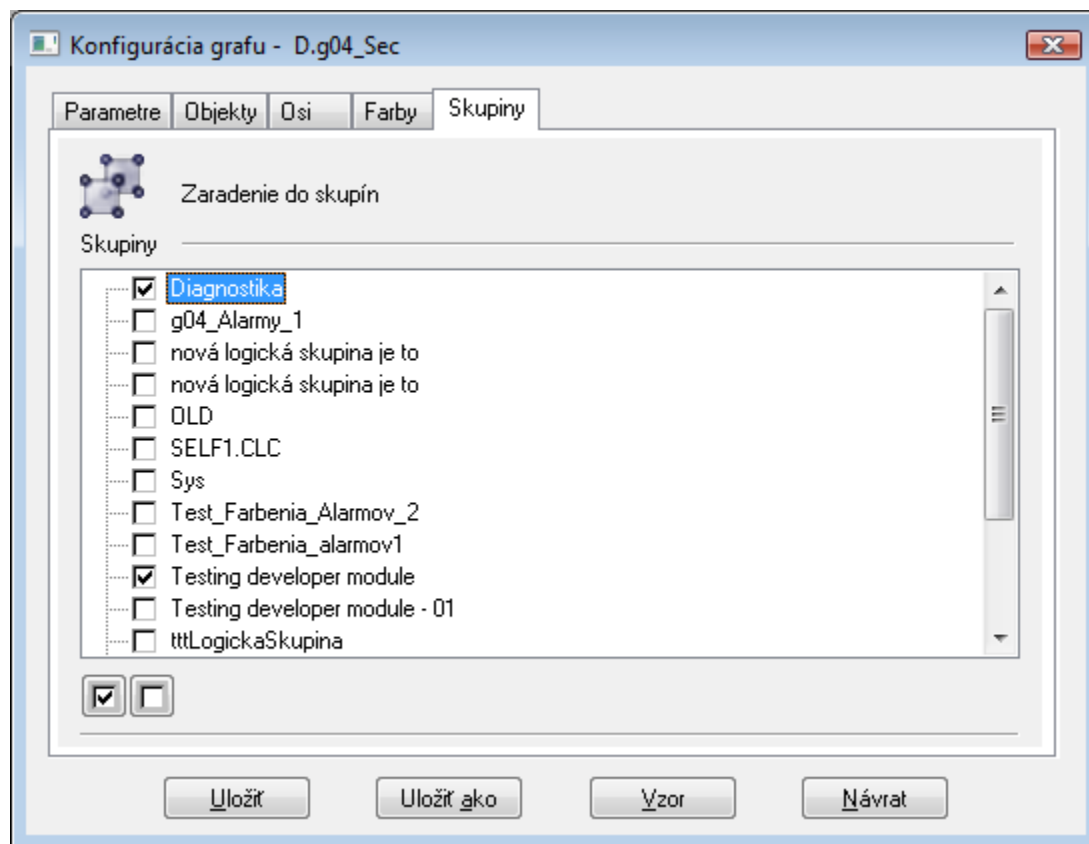 Konfigurácia grafu - D.g04_Sec
Parametre Objekty Osi Farby Skupiny
Zaradenie do skupín
Skupiny
Diagnostika
g04_Alarmy_1
nová logická skupina je to
nová logická skupina je to
OLD
SELF1.CLC
Sys
Test_Farbenia_Alarmov_2
Test_Farbenia_alarmov1
Testing developer module
Testing developer module - 01
tttLogickaSkupina
Uložiť Uložiť ako Vzor Návrat